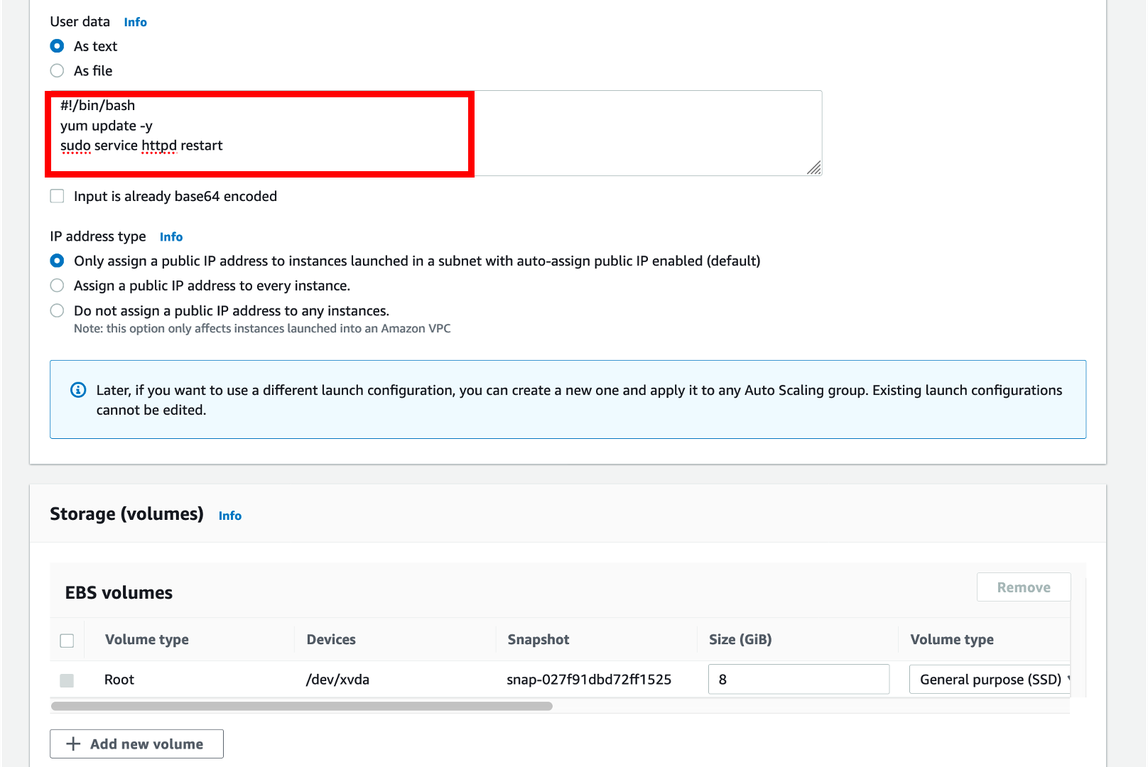 User data Info
As text
As file
#!/bin/bash
yum update -y
sudo service httpd restart
Input is already base64 encoded
IP address type Info
Only assign a public IP address to instances launched in a subnet with auto-assign public IP enabled (default)
Assign a public IP address to every instance.
Do not assign a public IP address to any instances.
Note: this option only affects instances launched into an Amazon VPC
Later, if you want to use a different launch configuration, you can create a new one and apply it to any Auto Scaling group. Existing launch configurations
cannot be edited.
Storage (volumes) Info
EBS volumes Remove
Volume type Devices Snapshot Size (GiB) Volume type
Root /dev/xvda snap-027f91dbd72ff1525 8 General purpose (SSD)
Add new volume